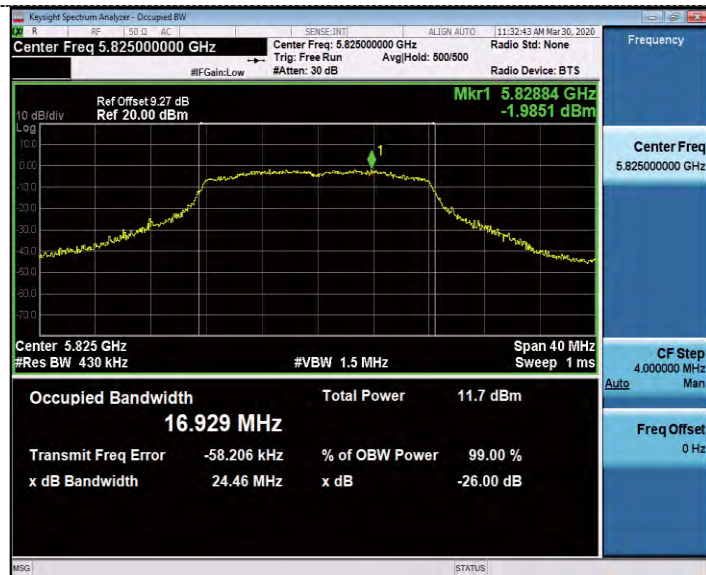 Keysight Spectrum Analyzer - Occupied BW
LXI R RF 50 Ω AC SENSE:INT ALIGN AUTO 11:32:43 AM Mar 30, 2020
Center Freq 5.825000000 GHz Center Freq: 5.825000000 GHz Radio Std: None
Trig: Free Run Avg|Hold: 500/500
#IFGain:Low #Atten: 30 dB Radio Device: BTS
Mkr1 5.82884 GHz
-1.9851 dBm
Ref Offset 9.27 dB
10 dB/div Ref 20.00 dBm
Log
10.0
0.00
-10.0
-20.0
-30.0
-40.0
-50.0
-60.0
-70.0
1
Center 5.825 GHz Span 40 MHz
#Res BW 430 kHz #VBW 1.5 MHz Sweep 1 ms
Occupied Bandwidth Total Power 11.7 dBm
16.929 MHz
Transmit Freq Error -58.206 kHz % of OBW Power 99.00 %
x dB Bandwidth 24.46 MHz x dB -26.00 dB
MSG STATUS
Frequency
Center Freq
5.825000000 GHz
CF Step
4.000000 MHz
Auto Man
Freq Offset
0 Hz